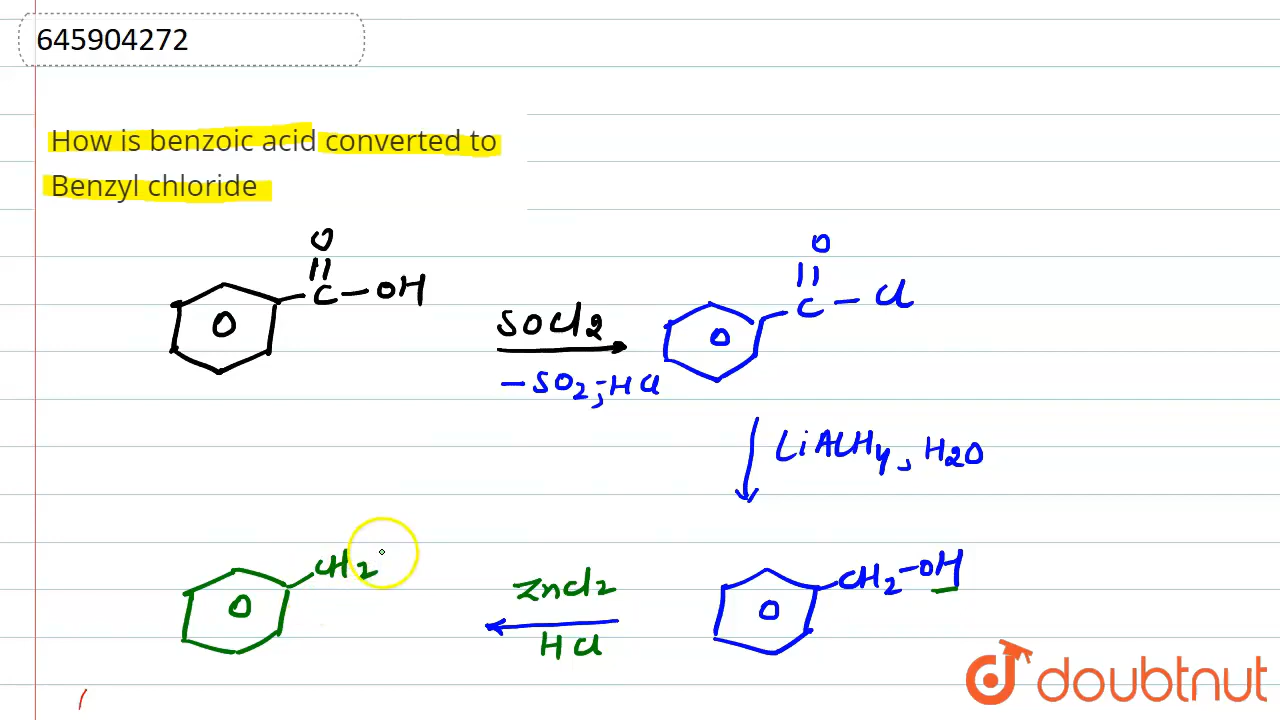 645904272
How is benzoic acid converted to
Benzyl chloride
O
C - OH
SOCl2
- SO2, - HCl
O
C - Cl
LiAlH4, H2O
CH2 - OH
ZnCl2
HCl
CH2
doubtnut